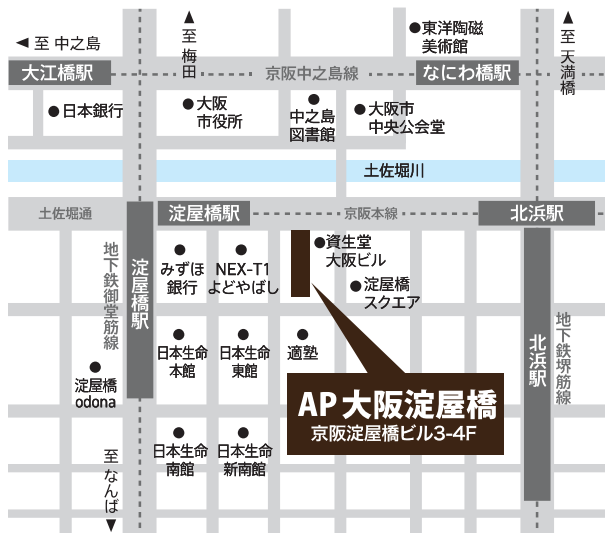 至 中之島
至 梅田
東洋陶磁
美術館
至 天満橋
大江橋駅
京阪中之島線
なにわ橋駅
日本銀行
大阪
市役所
中之島
図書館
大阪市
中央公会堂
土佐堀川
土佐堀通
淀屋橋駅
京阪本線
北浜駅
地下鉄御堂筋線
淀屋橋駅
みずほ
銀行
NEX-T1
よどやばし
資生堂
大阪ビル
淀屋橋
スクエア
日本生命
本館
日本生命
東館
適塾
北浜駅
地下鉄堺筋線
淀屋橋
odona
AP 大阪淀屋橋
京阪淀屋橋ビル3-4F
日本生命
南館
日本生命
新南館
至 なんば